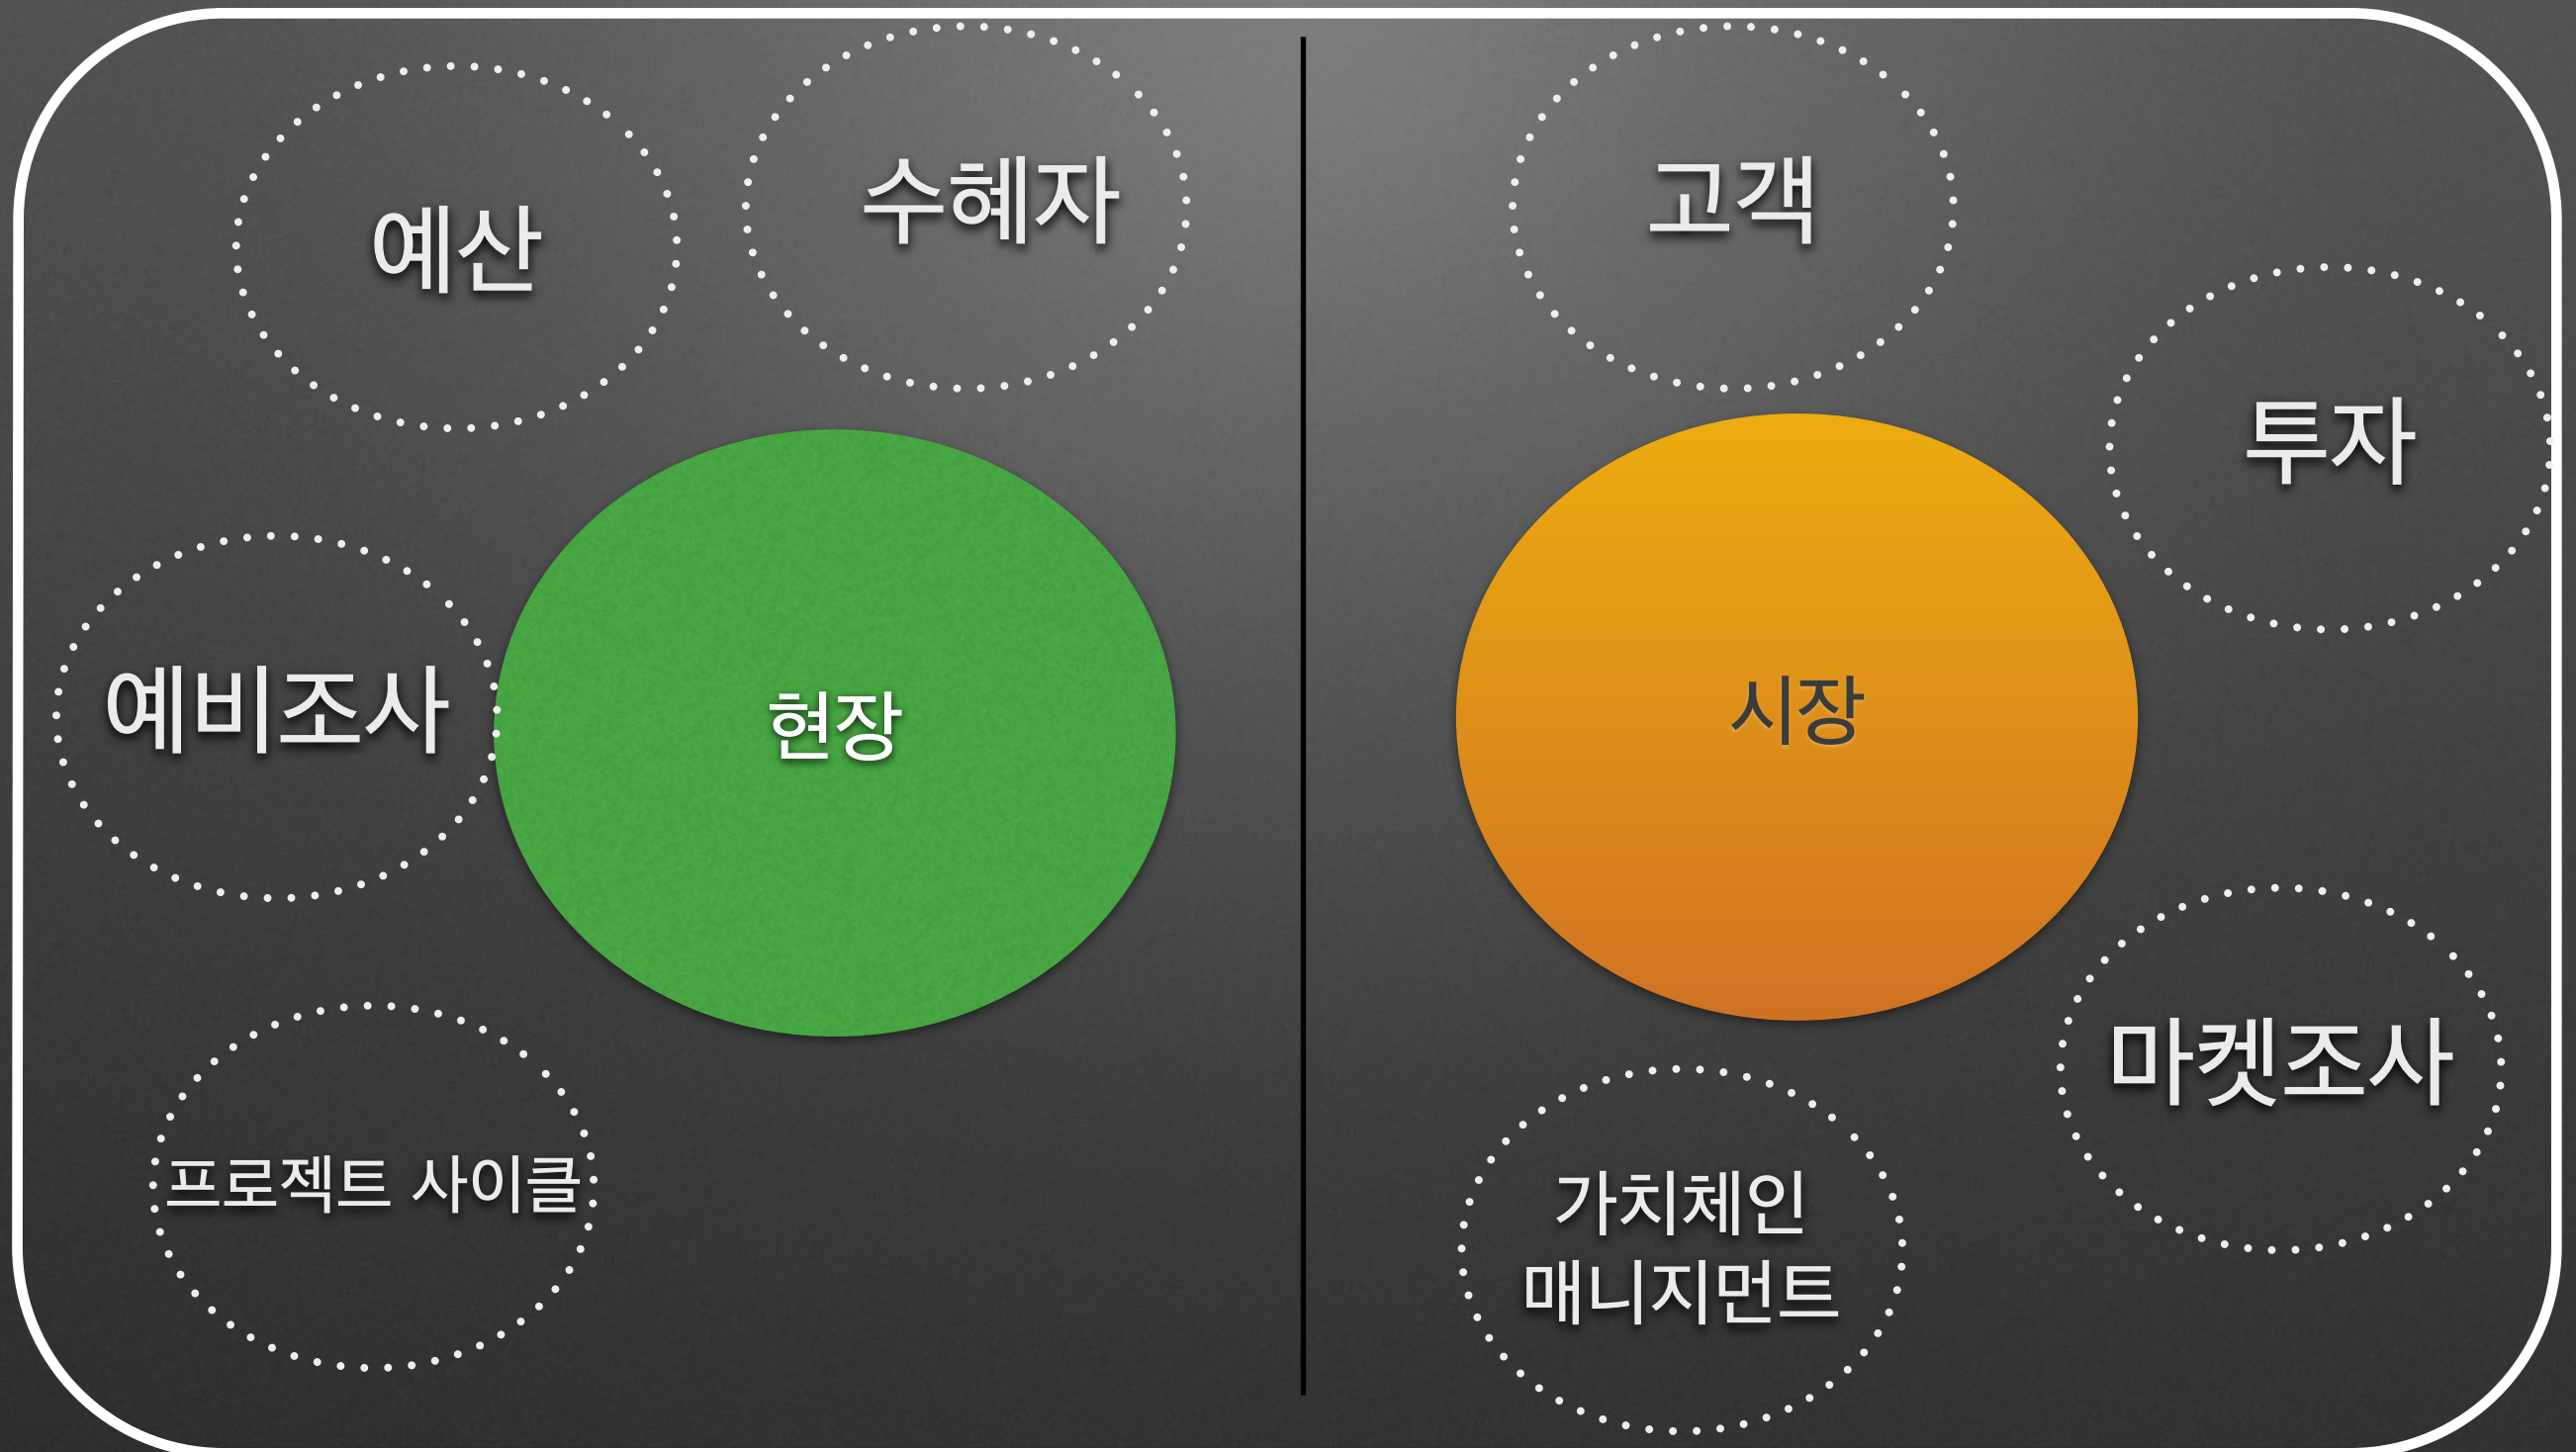 예산
수혜자
예비조사
현장
프로젝트 사이클
고객
투자
시장
마켓조사
가치체인
매니지먼트